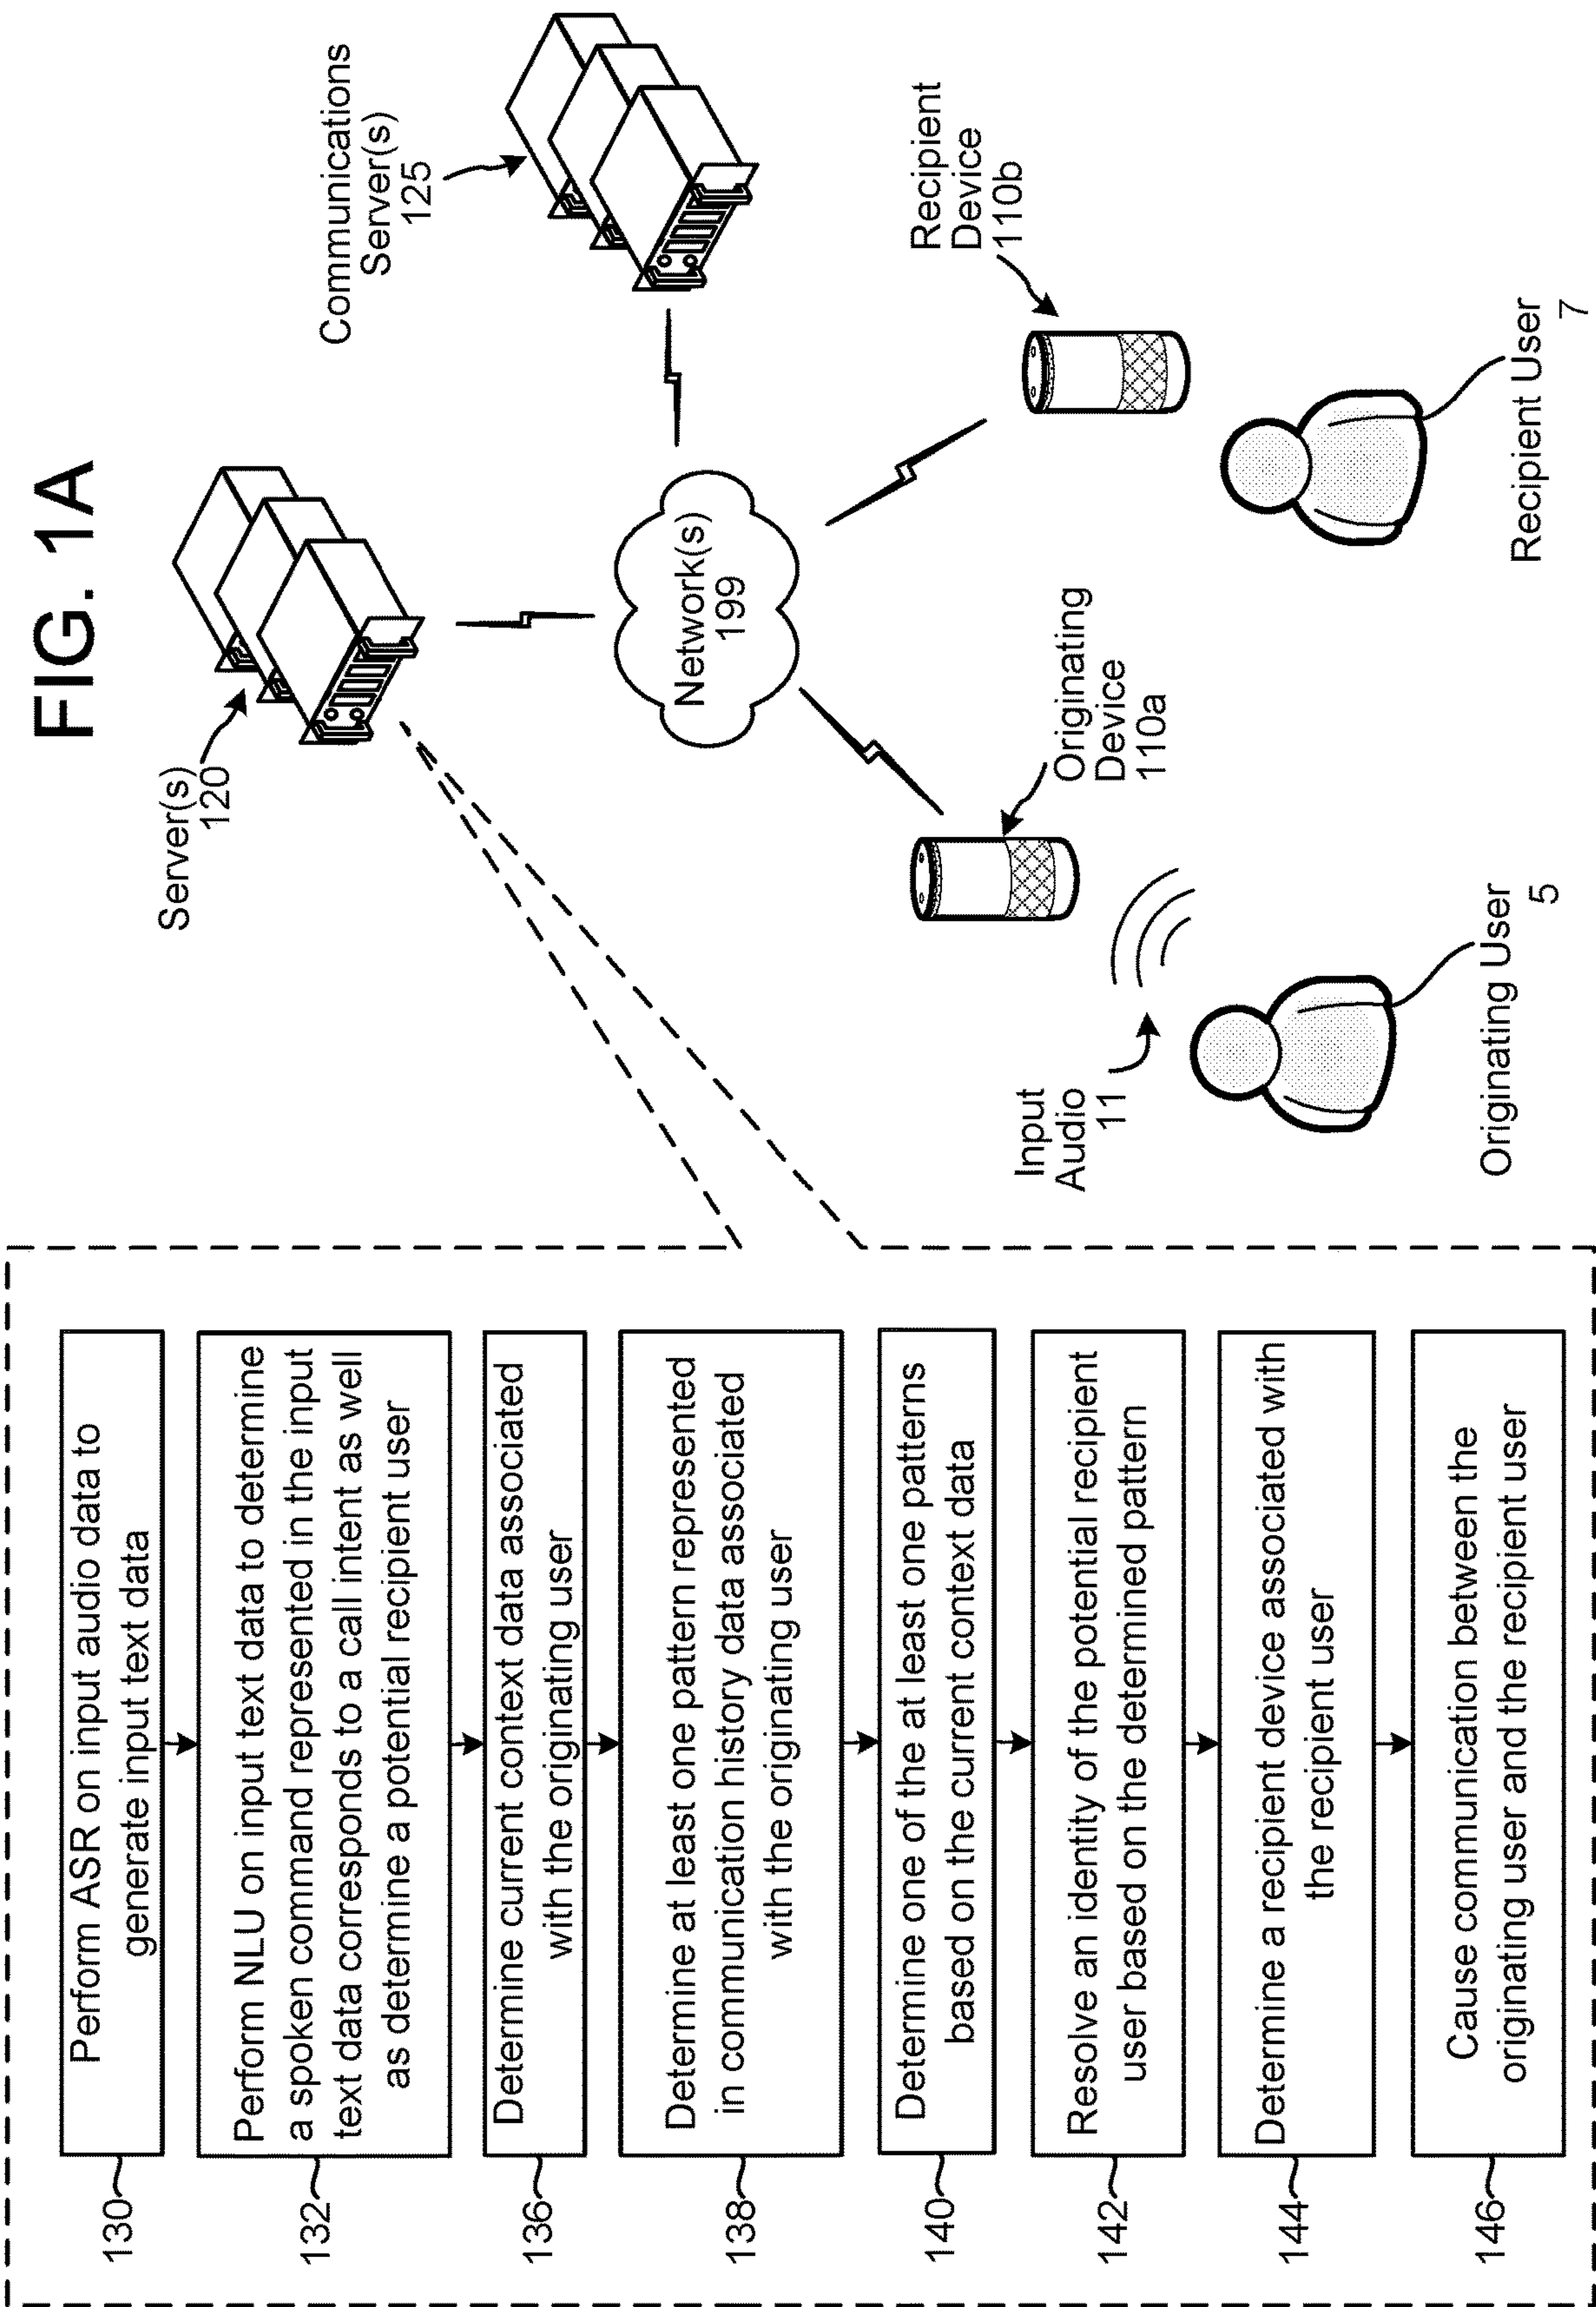 FIG. 1A
130
Perform ASR on input audio data to
generate input text data
132
Perform NLU on input text data to determine
a spoken command represented in the input
text data corresponds to a call intent as well
as determine a potential recipient user
136
Determine current context data associated
with the originating user
138
Determine at least one pattern represented
in communication history data associated
with the originating user
140
Determine one of the at least one patterns
based on the current context data
142
Resolve an identity of the potential recipient
user based on the determined pattern
144
Determine a recipient device associated with
the recipient user
146
Cause communication between the
originating user and the recipient user
Server(s)
120
Communications
Server(s)
125
Network(s)
199
Originating
Device
110a
Recipient
Device
110b
Input
Audio
11
Originating User
5
Recipient User
7